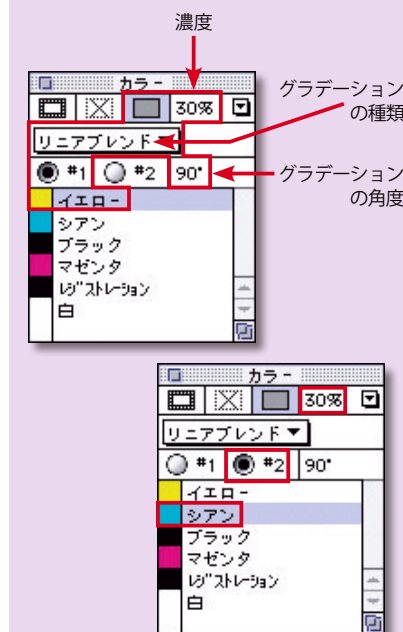 濃度
カラー
30%
グラデーション
の種類
リニアブレンド▼
#1 #2 90°
グラデーション
の角度
イエロー
シアン
ブラック
マゼンタ
ﾚｼﾞｽﾄﾚｰｼｮﾝ
白
カラー
30%
リニアブレンド▼
#1 #2 90°
イエロー
シアン
ブラック
マゼンタ
ﾚｼﾞｽﾄﾚｰｼｮﾝ
白